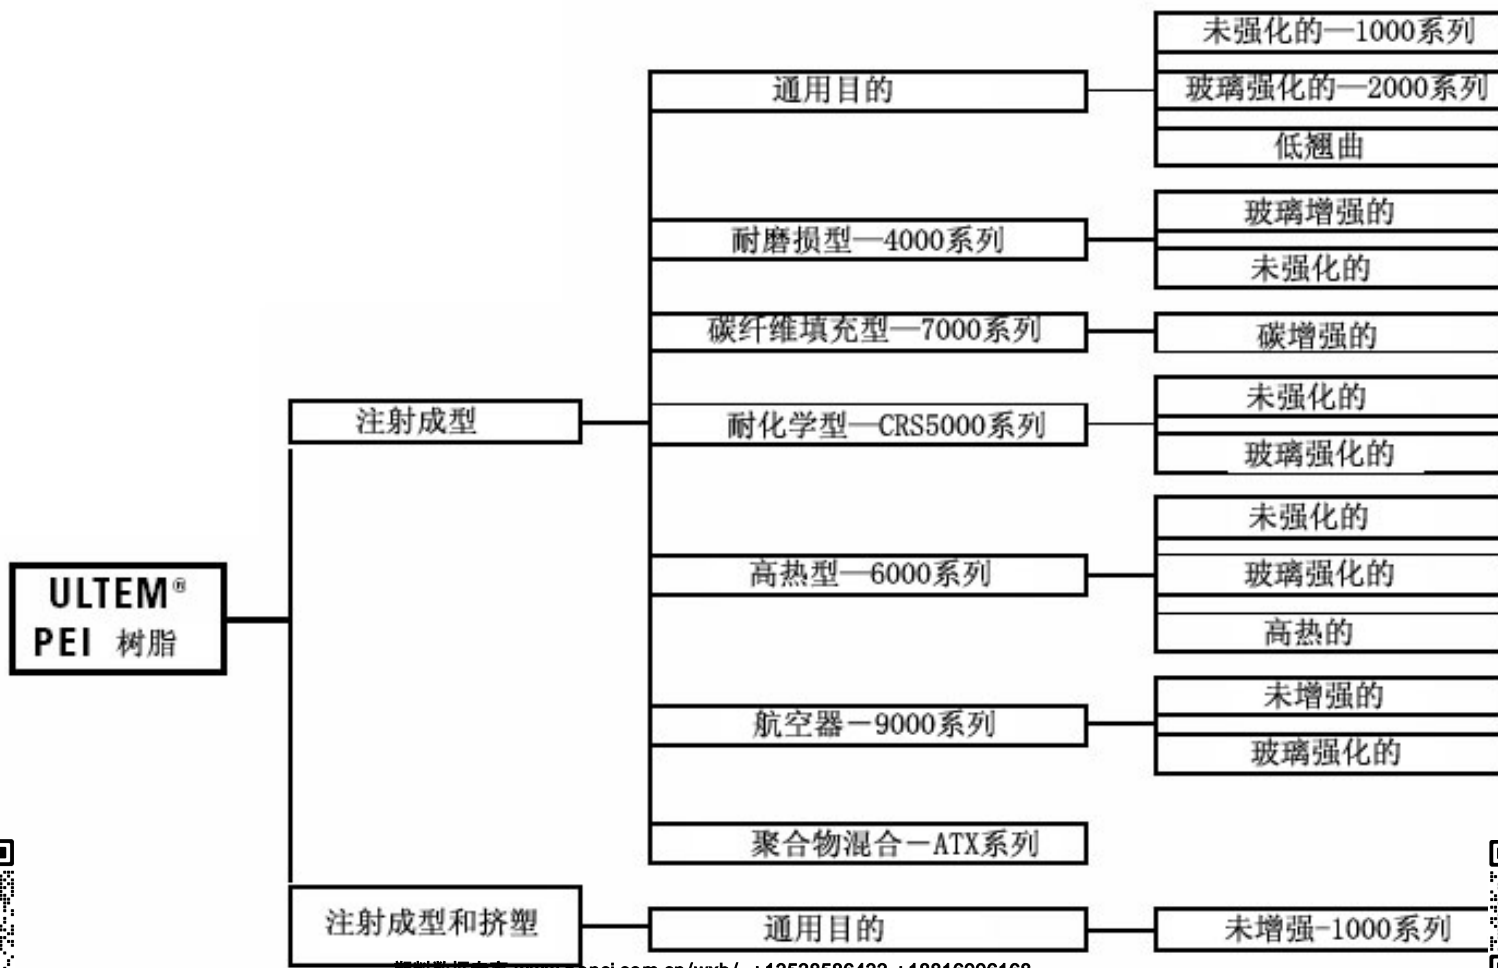 未强化的—1000系列
通用目的
玻璃强化的—2000系列
低翘曲
玻璃增强的
耐磨损型—4000系列
未强化的
碳纤维填充型—7000系列
碳增强的
未强化的
注射成型
耐化学型—CRS5000系列
玻璃强化的
未强化的
高热型—6000系列
玻璃强化的
ULTEM®
PEI 树脂
高热的
未增强的
航空器－9000系列
玻璃强化的
聚合物混合－ATX系列
注射成型和挤塑
通用目的
未增强-1000系列